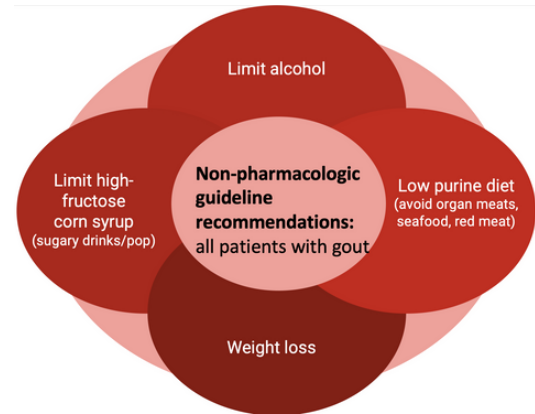 Limit alcohol
Limit high-
fructose
corn syrup
(sugary drinks/pop)
Non-pharmacologic
guideline
recommendations:
all patients with gout
Low purine diet
(avoid organ meats,
seafood, red meat)
Weight loss